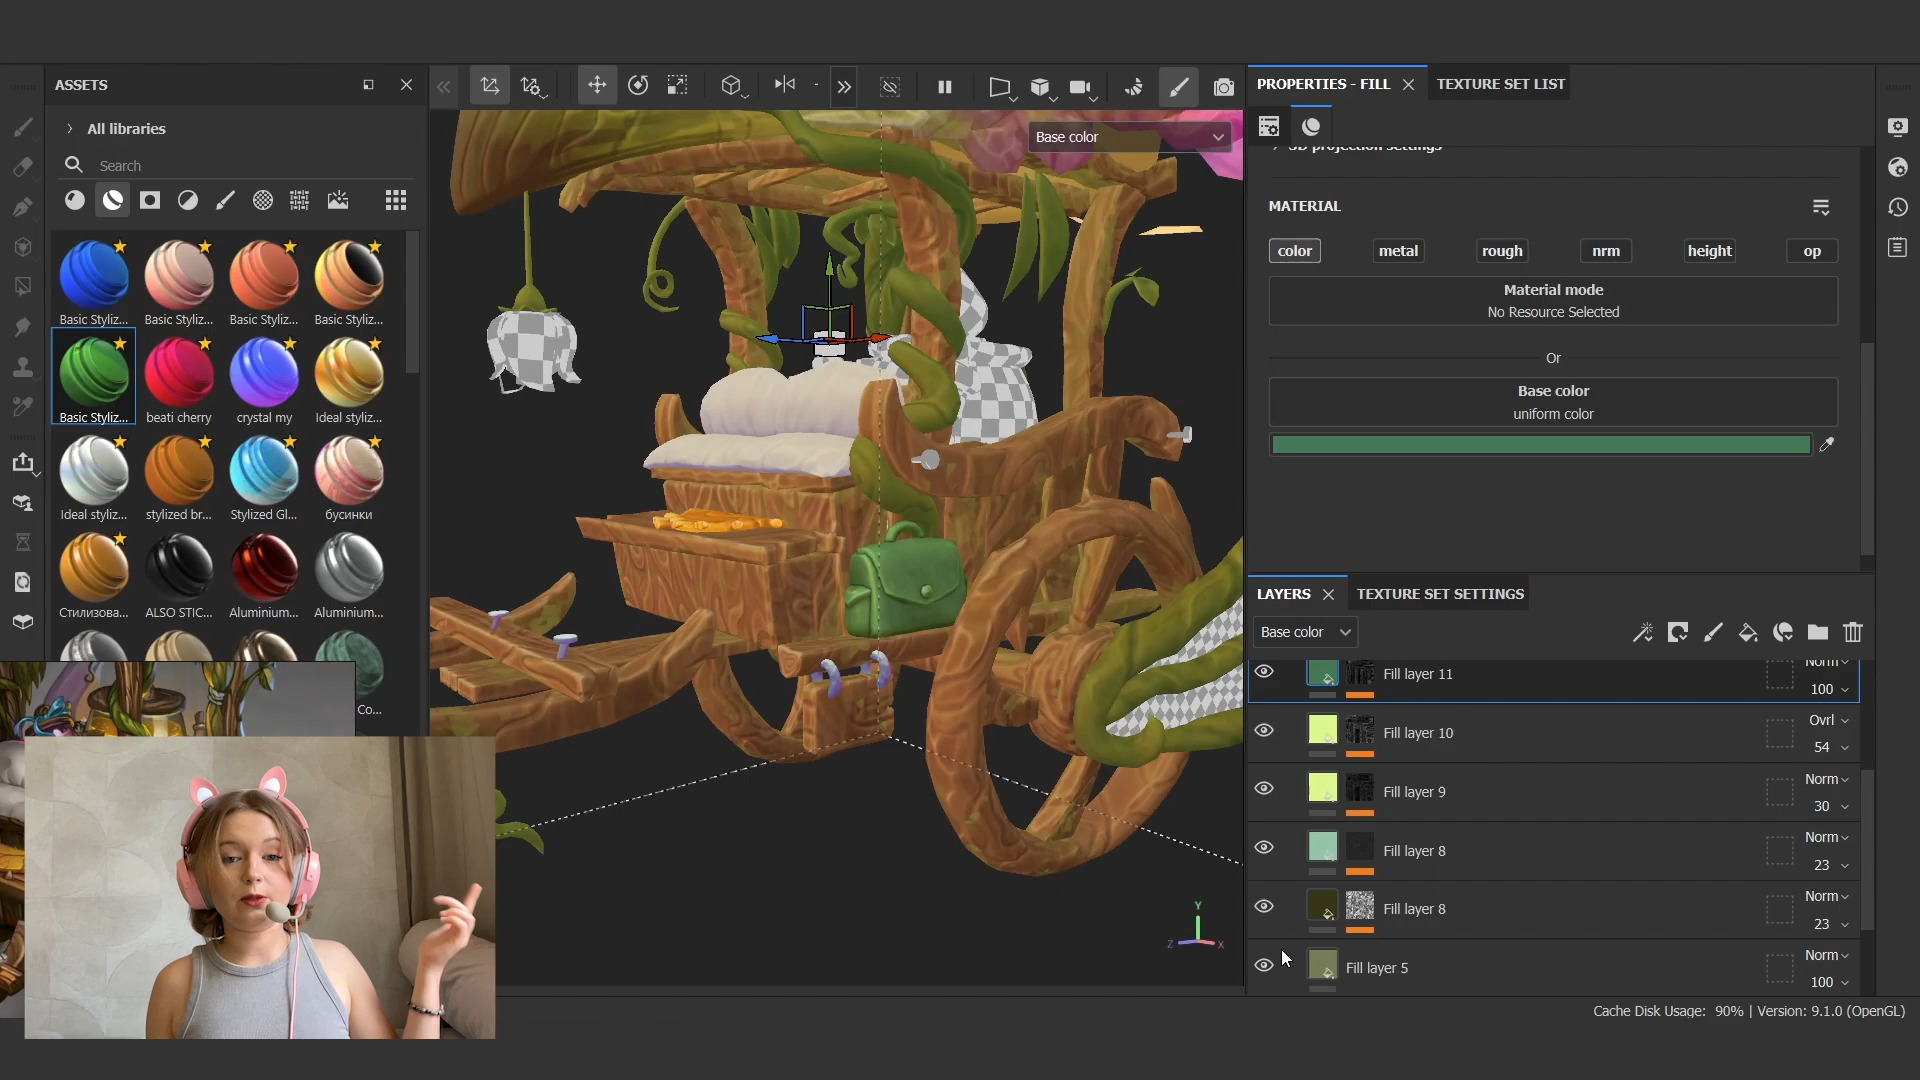 ASSETS
All libraries
Search
Basic Styliz...
Basic Styliz...
Basic Styliz...
Basic Styliz...
Basic Styliz...
beati cherry
crystal my
Ideal styliz...
Ideal styliz...
stylized br...
Stylized Gl...
бусинки
Стилизова...
ALSO STIC...
Aluminium...
Aluminium...
Co...
Base color
PROPERTIES - FILL
TEXTURE SET LIST
3D projection settings
MATERIAL
color
metal
rough
nrm
height
op
Material mode
No Resource Selected
Or
Base color
uniform color
LAYERS
TEXTURE SET SETTINGS
Base color
Fill layer 11
Norm
100
Fill layer 10
Ovrl
54
Fill layer 9
Norm
30
Fill layer 8
Norm
23
Fill layer 8
Norm
23
Fill layer 5
Norm
100
Y
Z
X
Cache Disk Usage: 90% | Version: 9.1.0 (OpenGL)